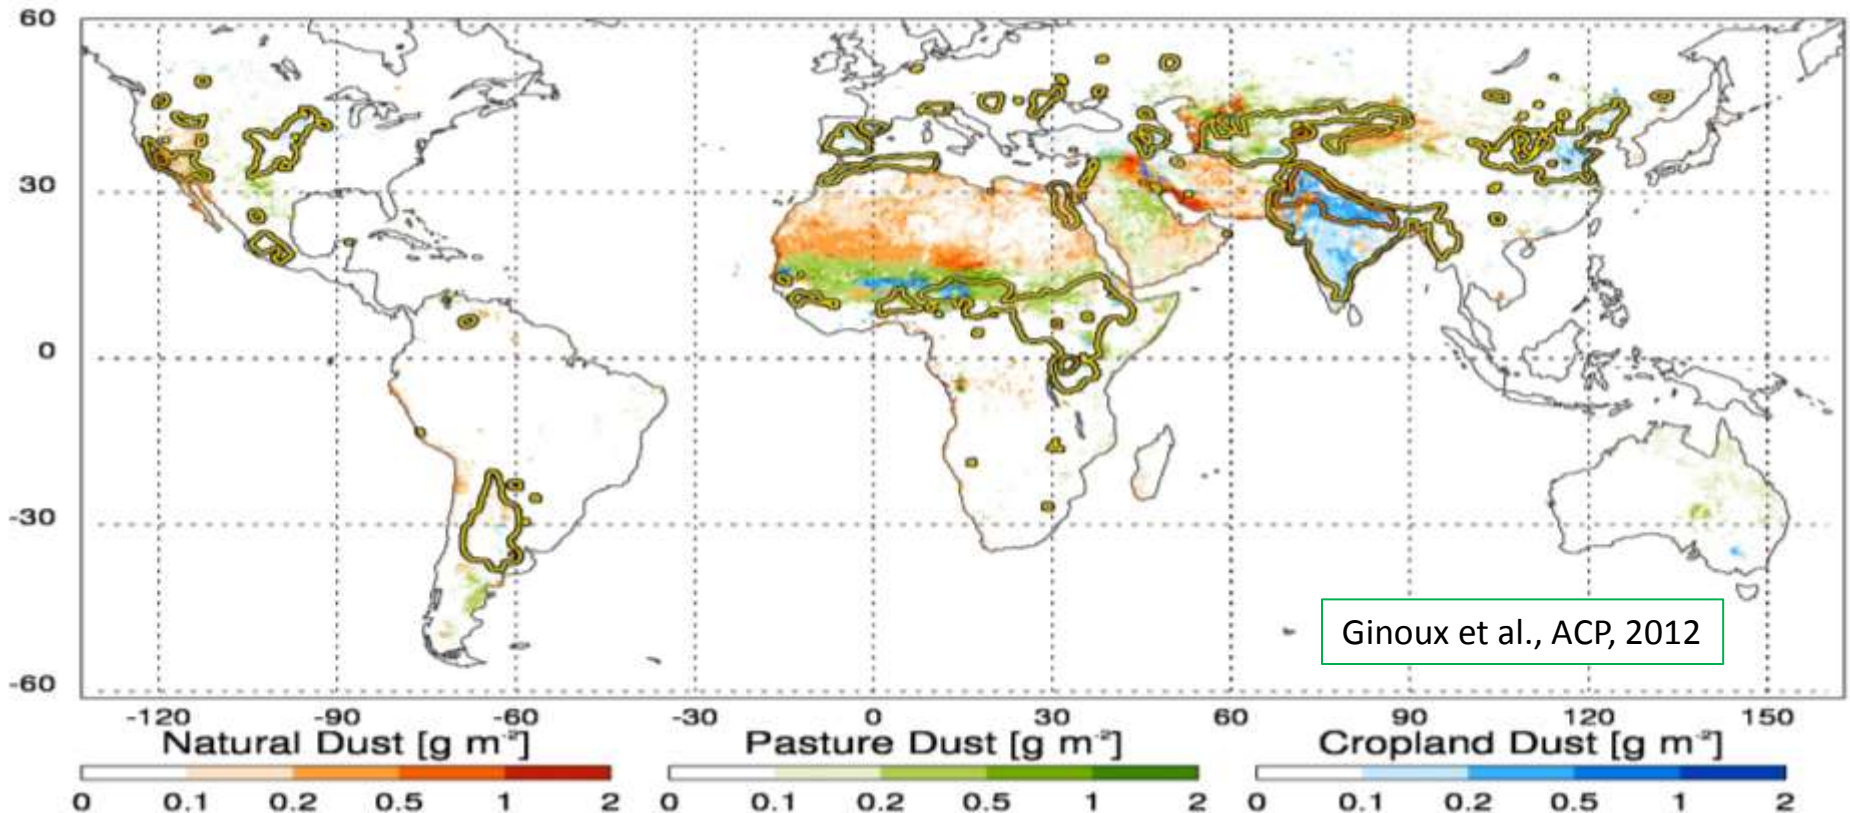 60
30
0
-30
-60
Ginoux et al., ACP, 2012
-120 -90 -60 -30 0 30 60 90 120 150
Natural Dust [g m⁻²] Pasture Dust [g m⁻²] Cropland Dust [g m⁻²]
0 0.1 0.2 0.5 1 2 0 0.1 0.2 0.5 1 2 0 0.1 0.2 0.5 1 2